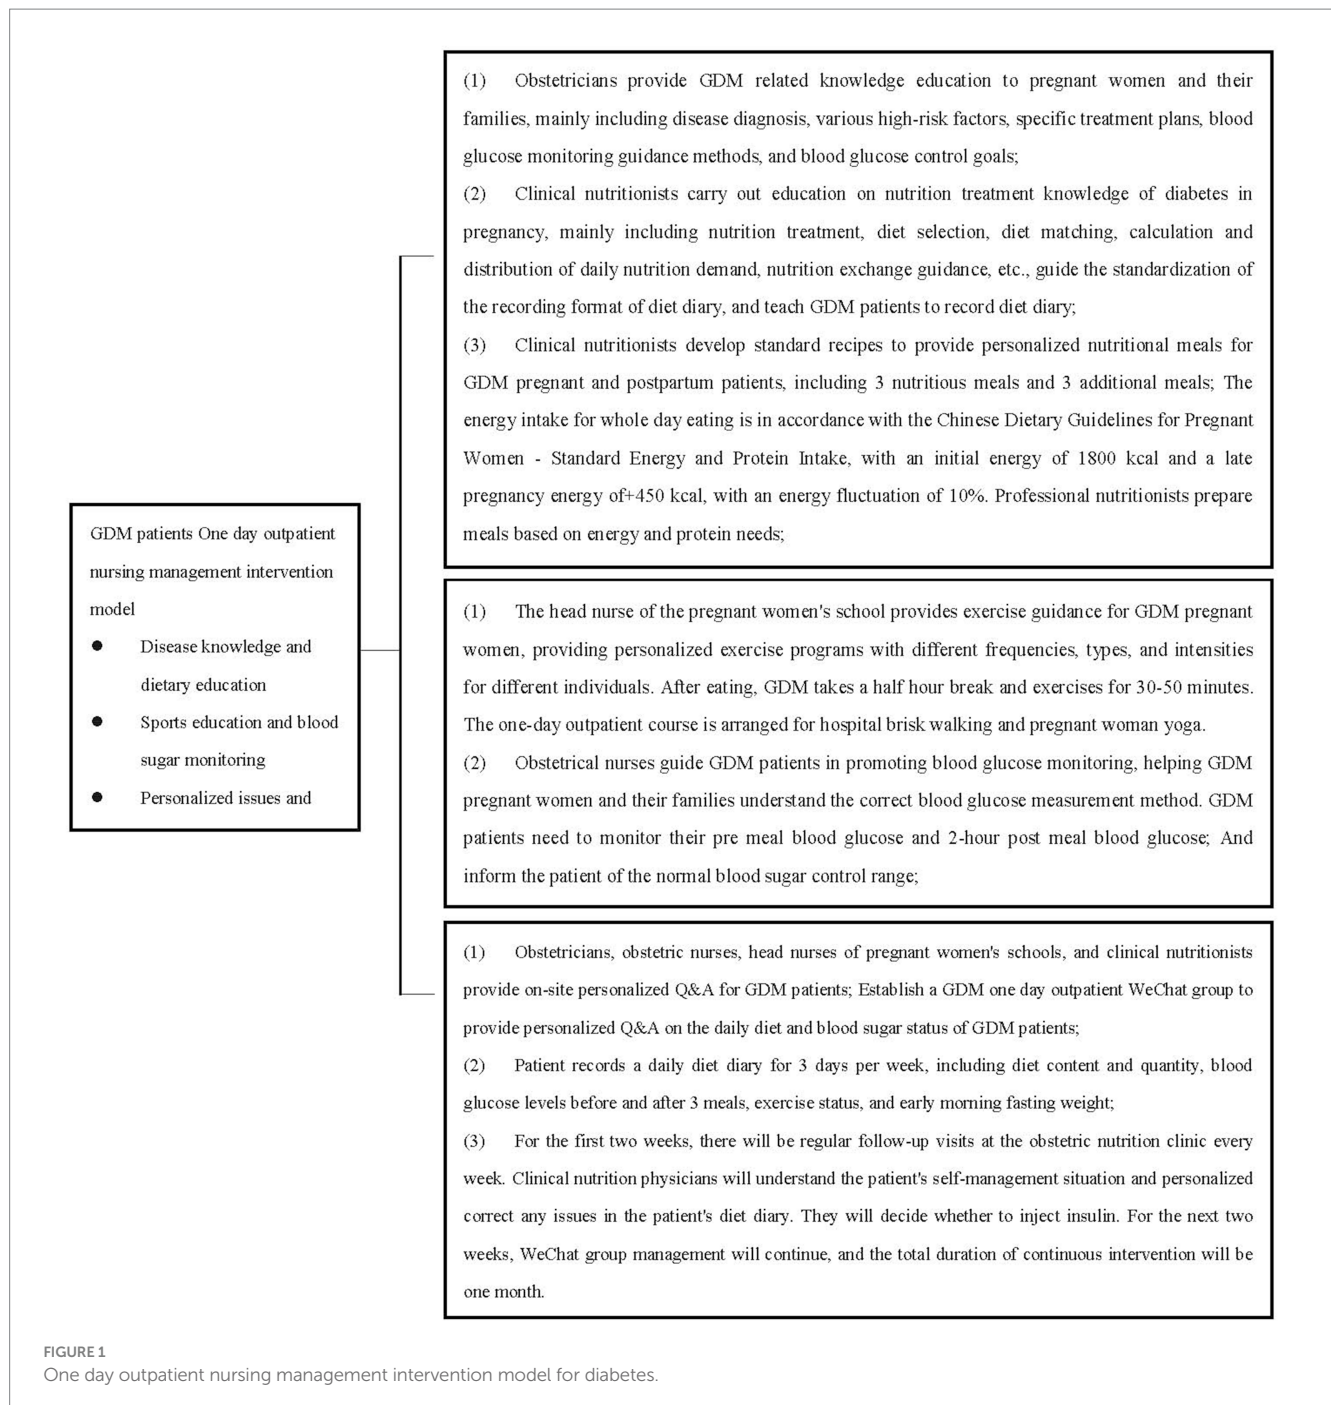 GDM patients One day outpatient
nursing management intervention
model
● Disease knowledge and
dietary education
● Sports education and blood
sugar monitoring
● Personalized issues and
(1) Obstetricians provide GDM related knowledge education to pregnant women and their
families, mainly including disease diagnosis, various high-risk factors, specific treatment plans, blood
glucose monitoring guidance methods, and blood glucose control goals;
(2) Clinical nutritionists carry out education on nutrition treatment knowledge of diabetes in
pregnancy, mainly including nutrition treatment, diet selection, diet matching, calculation and
distribution of daily nutrition demand, nutrition exchange guidance, etc., guide the standardization of
the recording format of diet diary, and teach GDM patients to record diet diary;
(3) Clinical nutritionists develop standard recipes to provide personalized nutritional meals for
GDM pregnant and postpartum patients, including 3 nutritious meals and 3 additional meals; The
energy intake for whole day eating is in accordance with the Chinese Dietary Guidelines for Pregnant
Women - Standard Energy and Protein Intake, with an initial energy of 1800 kcal and a late
pregnancy energy of+450 kcal, with an energy fluctuation of 10%. Professional nutritionists prepare
meals based on energy and protein needs;
(1) The head nurse of the pregnant women's school provides exercise guidance for GDM pregnant
women, providing personalized exercise programs with different frequencies, types, and intensities
for different individuals. After eating, GDM takes a half hour break and exercises for 30-50 minutes.
The one-day outpatient course is arranged for hospital brisk walking and pregnant woman yoga.
(2) Obstetrical nurses guide GDM patients in promoting blood glucose monitoring, helping GDM
pregnant women and their families understand the correct blood glucose measurement method. GDM
patients need to monitor their pre meal blood glucose and 2-hour post meal blood glucose; And
inform the patient of the normal blood sugar control range;
(1) Obstetricians, obstetric nurses, head nurses of pregnant women's schools, and clinical nutritionists
provide on-site personalized Q&A for GDM patients; Establish a GDM one day outpatient WeChat group to
provide personalized Q&A on the daily diet and blood sugar status of GDM patients;
(2) Patient records a daily diet diary for 3 days per week, including diet content and quantity, blood
glucose levels before and after 3 meals, exercise status, and early morning fasting weight;
(3) For the first two weeks, there will be regular follow-up visits at the obstetric nutrition clinic every
week. Clinical nutrition physicians will understand the patient's self-management situation and personalized
correct any issues in the patient's diet diary. They will decide whether to inject insulin. For the next two
weeks, WeChat group management will continue, and the total duration of continuous intervention will be
one month.
FIGURE 1
One day outpatient nursing management intervention model for diabetes.